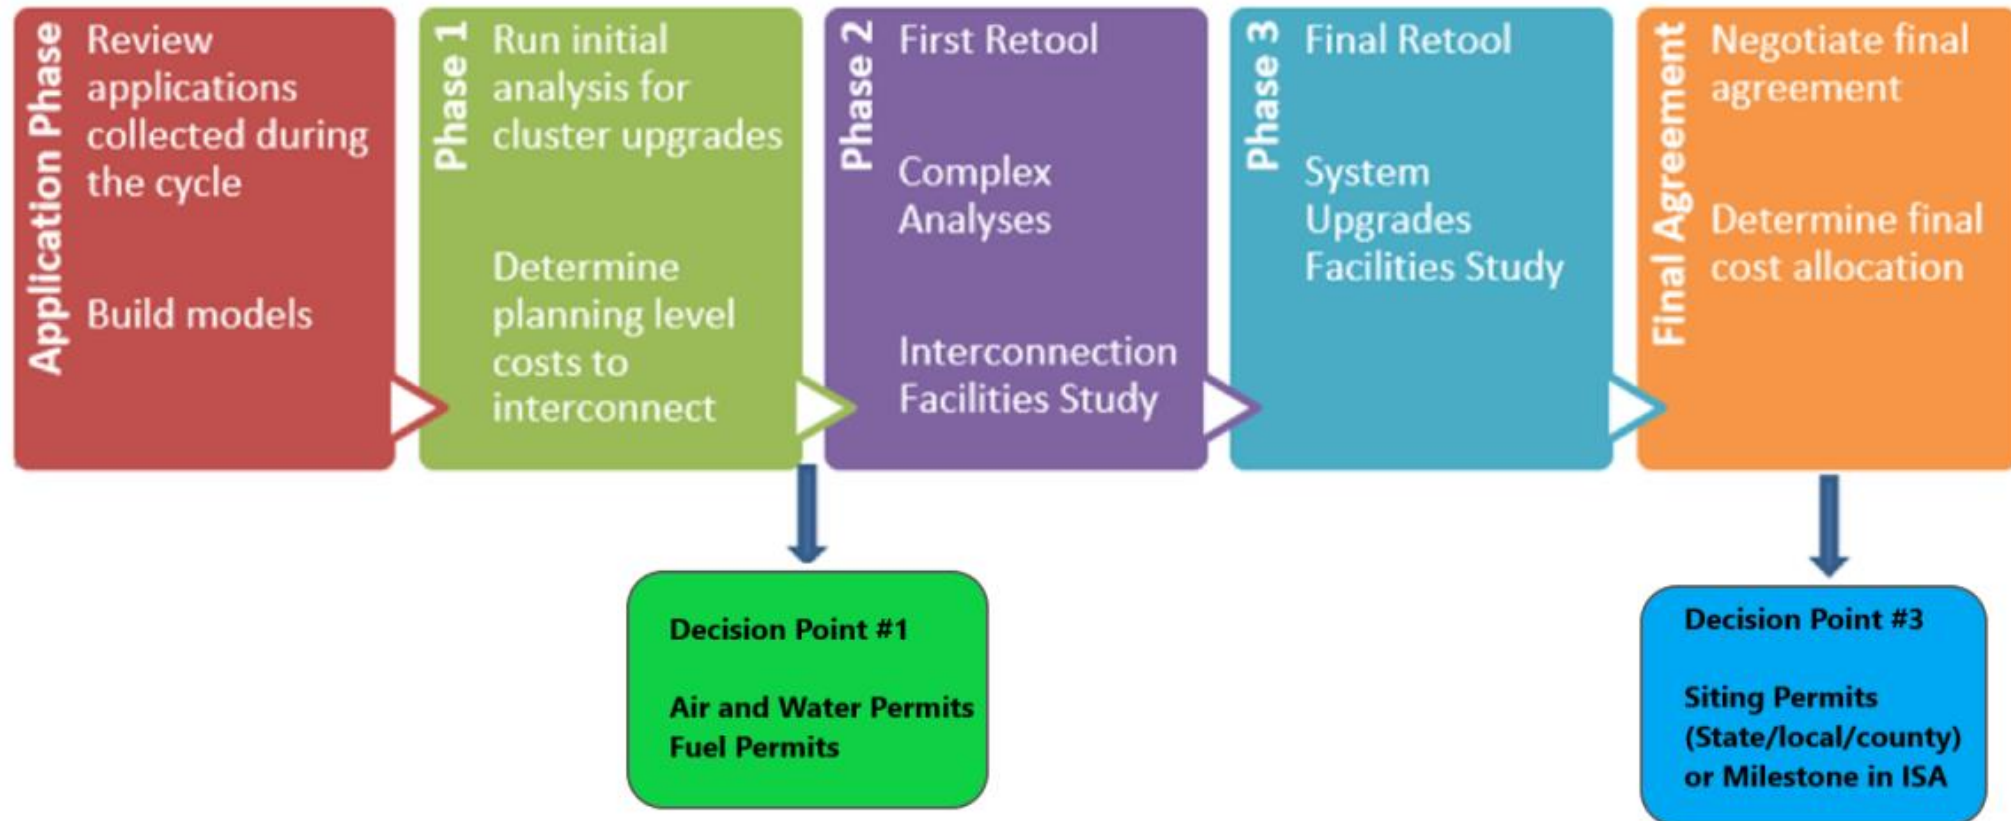 Application Phase
Review
applications
collected during
the cycle
Build models
Phase 1
Run initial
analysis for
cluster upgrades
Determine
planning level
costs to
interconnect
Phase 2
First Retool
Complex
Analyses
Interconnection
Facilities Study
Phase 3
Final Retool
System
Upgrades
Facilities Study
Final Agreement
Negotiate final
agreement
Determine final
cost allocation
Decision Point #1
Air and Water Permits
Fuel Permits
Decision Point #3
Siting Permits
(State/local/county)
or Milestone in ISA